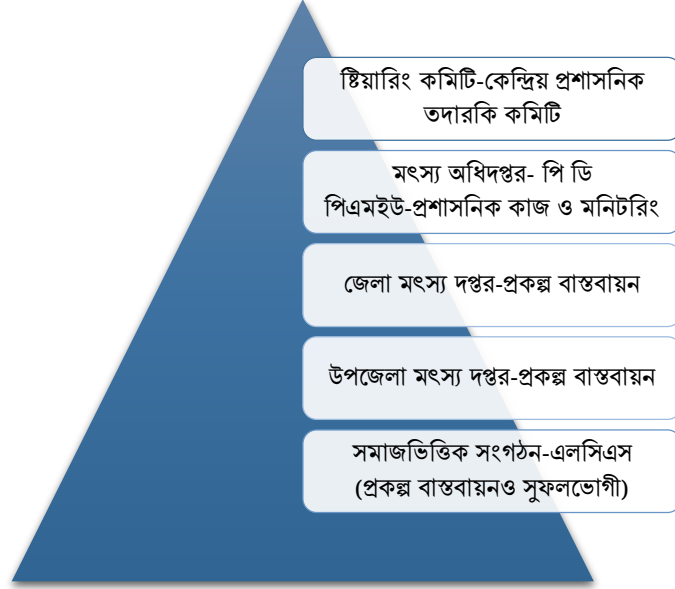 ষ্টিয়ারিং কমিটি-কেন্দ্রিয় প্রশাসনিক
তদারকি কমিটি
মৎস্য অধিদপ্তর- পি ডি
পিএমইউ-প্রশাসনিক কাজ ও মনিটরিং
জেলা মৎস্য দপ্তর-প্রকল্প বাস্তবায়ন
উপজেলা মৎস্য দপ্তর-প্রকল্প বাস্তবায়ন
সমাজভিত্তিক সংগঠন-এলসিএস
(প্রকল্প বাস্তবায়নও সুফলভোগী)